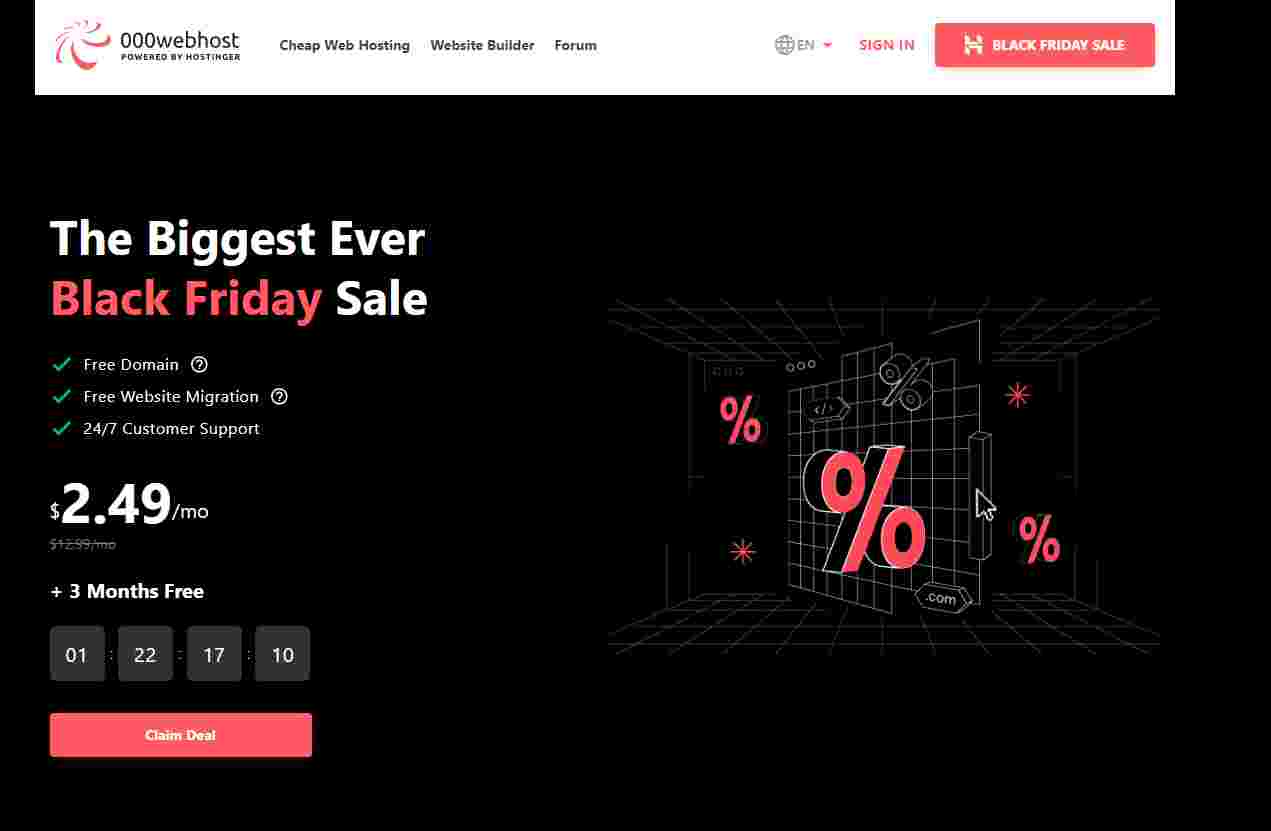 000webhost
POWERED BY HOSTINGER
Cheap Web Hosting
Website Builder
Forum
EN
SIGN IN
BLACK FRIDAY SALE
The Biggest Ever
Black Friday Sale
Free Domain ?
Free Website Migration ?
24/7 Customer Support
$2.49/mo
$12.99/mo
+ 3 Months Free
01 : 22 : 17 : 10
Claim Deal
</>
%
%
%
%
.com